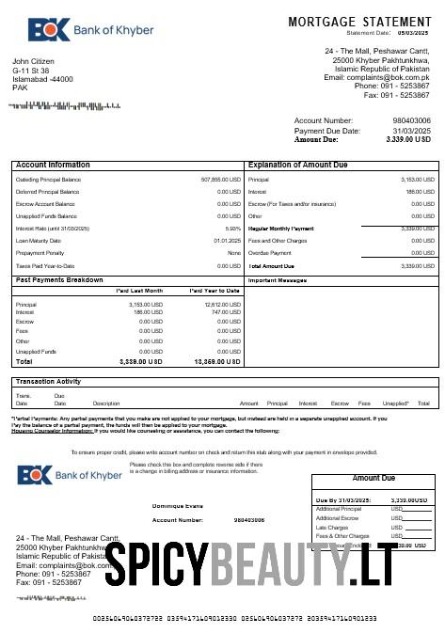 BOK Bank of Khyber
MORTGAGE STATEMENT
Statement Date: 05/03/2025
John Citizen
G-11 St 38
Islamabad -44000
PAK
24 - The Mall, Peshawar Cantt,
25000 Khyber Pakhtunkhwa,
Islamic Republic of Pakistan
Email: complaints@bok.com.pk
Phone: 091 - 5253867
Fax: 091 - 5253867
Account Number: 980403006
Payment Due Date: 31/03/2025
Amount Due: 3,339.00 USD
Account Information
Outstanding Principal Balance 507,955.00 USD
Deferred Principal Balance 0.00 USD
Escrow Account Balance 0.00 USD
Unapplied Funds Balance 0.00 USD
Interest Rate (until 31/03/2025)
Loan Maturity Date 01.01.2025
Prepayment Penalty None
Taxes Paid Year-to-Date 0.00 USD
Explanation of Amount Due
Principal 3,153.00 USD
Interest 186.00 USD
Escrow (For Taxes and/or insurance) 0.00 USD
Other 0.00 USD
Regular Monthly Payment 3,339.00 USD
Fees and Other Charges 0.00 USD
Overdue Payment 0.00 USD
Total Amount Due 3,339.00 USD
Past Payments Breakdown
Paid Last Month Paid Year to Date
Principal 3,153.00 USD 12,612.00 USD
Interest 186.00 USD 747.00 USD
Escrow 0.00 USD 0.00 USD
Fees 0.00 USD 0.00 USD
Other 0.00 USD 0.00 USD
Unapplied Funds 0.00 USD 0.00 USD
Total 3,339.00 USD 13,359.00 USD
Important Messages
Transaction Activity
Trans. Date Due Date Description Amount Principal Interest Escrow Fees Unapplied* Total
*Partial Payments: Any partial payments that you make are not applied to your mortgage, but instead are held in a separate unapplied account. If you
pay the balance of a partial payment, the funds will then be applied to your mortgage.
Housing Counselor Information: If you would like counseling or assistance, you can contact the following:
To ensure proper credit, please write account number on check and return this stub along with your payment in envelope provided.
BOK Bank of Khyber
Please check this box and complete reverse side if there
is a change in billing address or insurance information.
Dominique Evans
Account Number: 980403006
Amount Due
Due By 31/03/2025: 3,339.00USD
Additional Principal USD
Additional Escrow USD
Late Charges USD
Fees & Other Charges USD
24 - The Mall, Peshawar Cantt,
25000 Khyber Pakhtunkhwa,
Islamic Republic of Pakistan
Email: complaints@bok.com
Phone: 091 - 5253867
Fax: 091 - 5253867
SPICYBEAUTY.LT